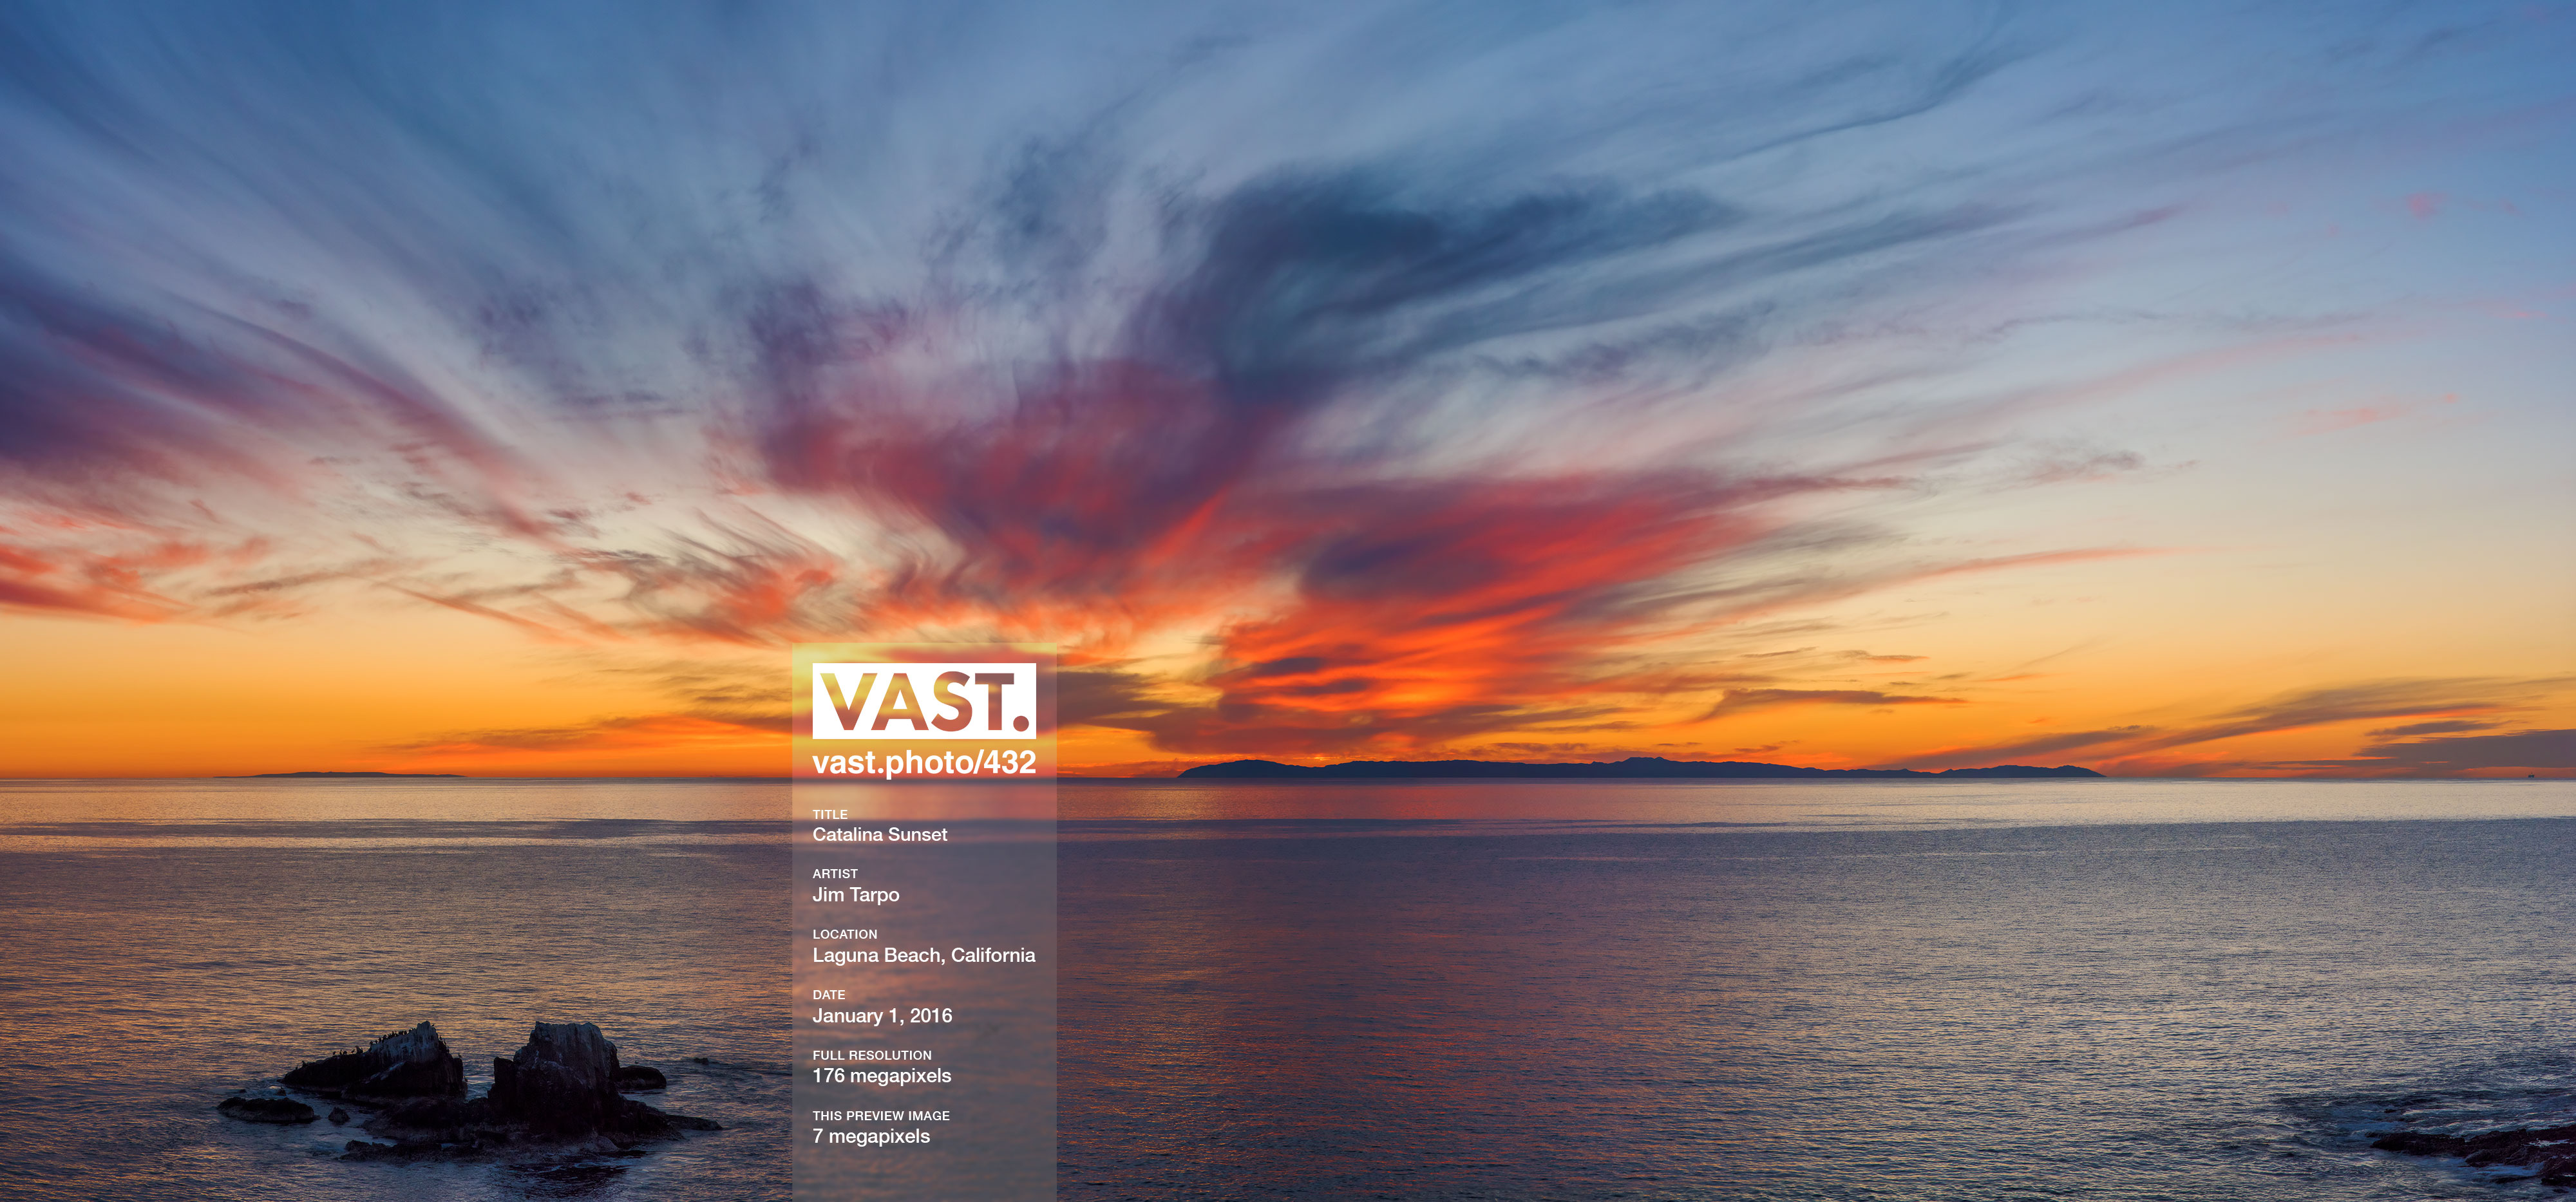 VAST.
vast.photo/432
TITLE
Catalina Sunset
ARTIST
Jim Tarpo
LOCATION
Laguna Beach, California
DATE
January 1, 2016
FULL RESOLUTION
176 megapixels
THIS PREVIEW IMAGE
7 megapixels